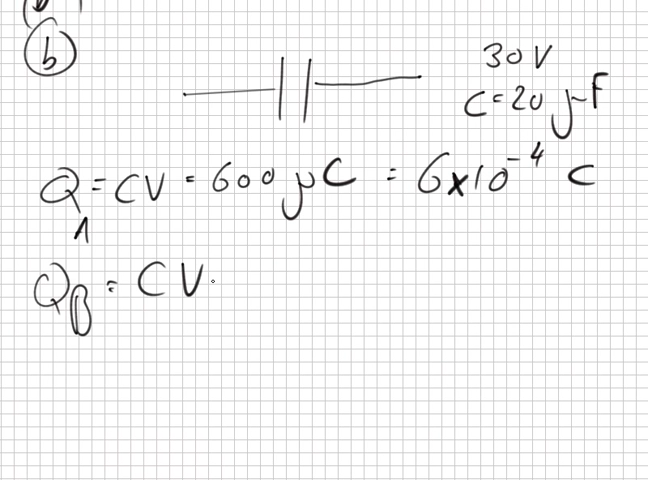 b
30V
C=20 μF
Q₁ = CV = 600 μC = 6×10⁻⁴ C
Q_B = CV.